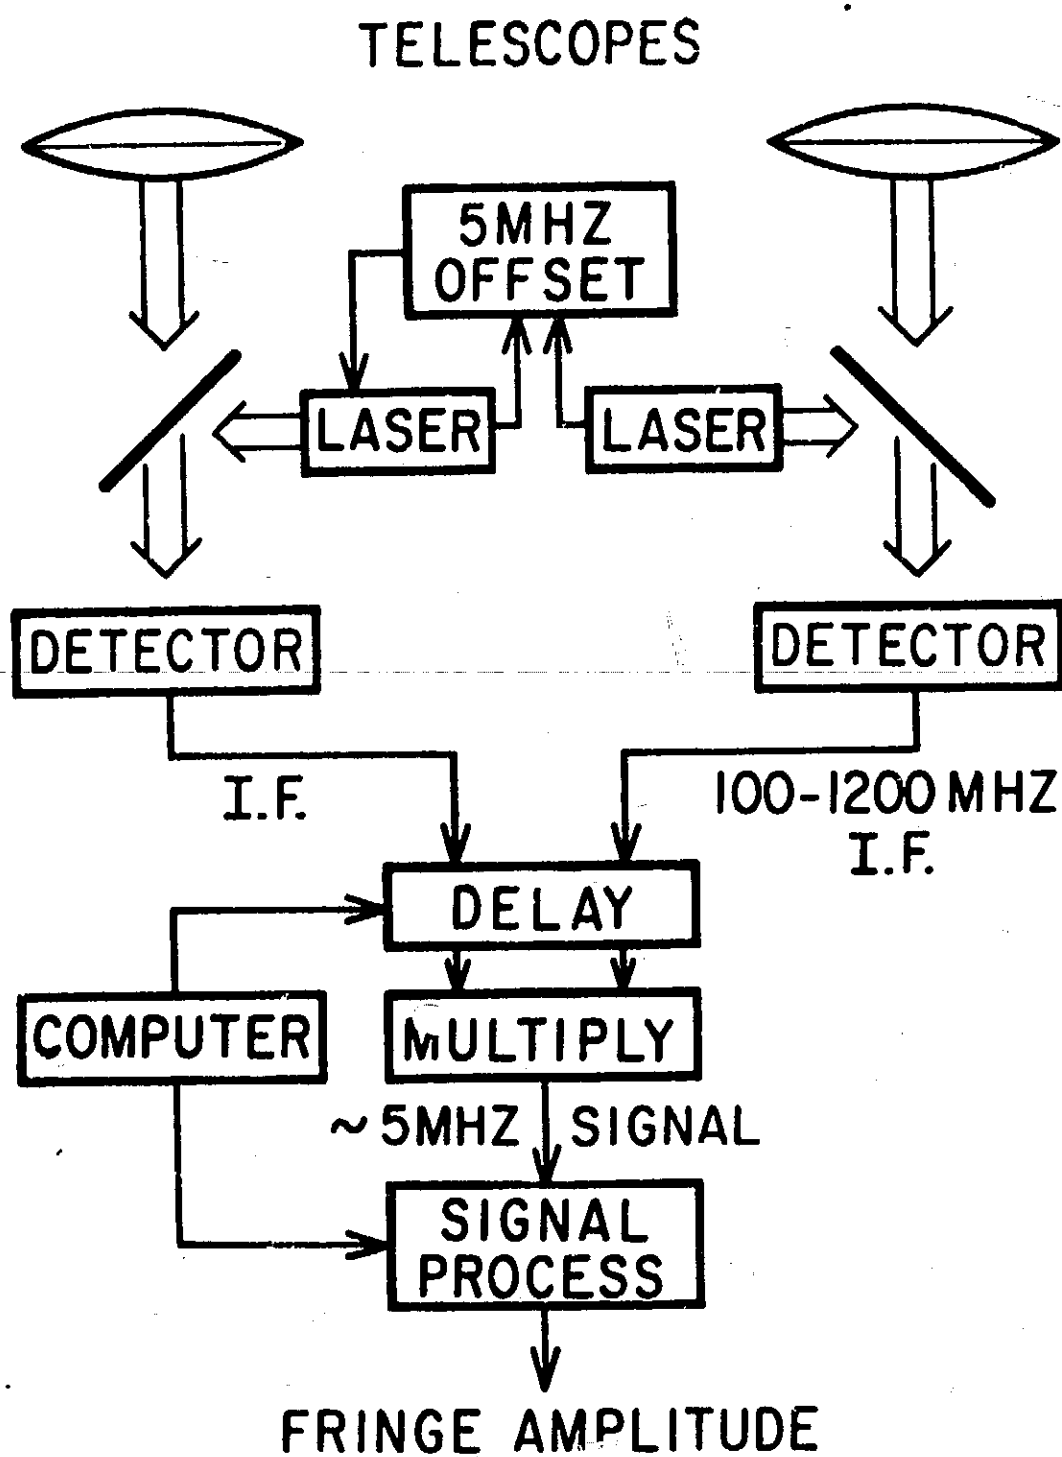 TELESCOPES
5MHZ
OFFSET
LASER
LASER
DETECTOR
DETECTOR
I.F.
100-1200 MHZ
I.F.
DELAY
COMPUTER
MULTIPLY
~5MHZ SIGNAL
SIGNAL
PROCESS
FRINGE AMPLITUDE